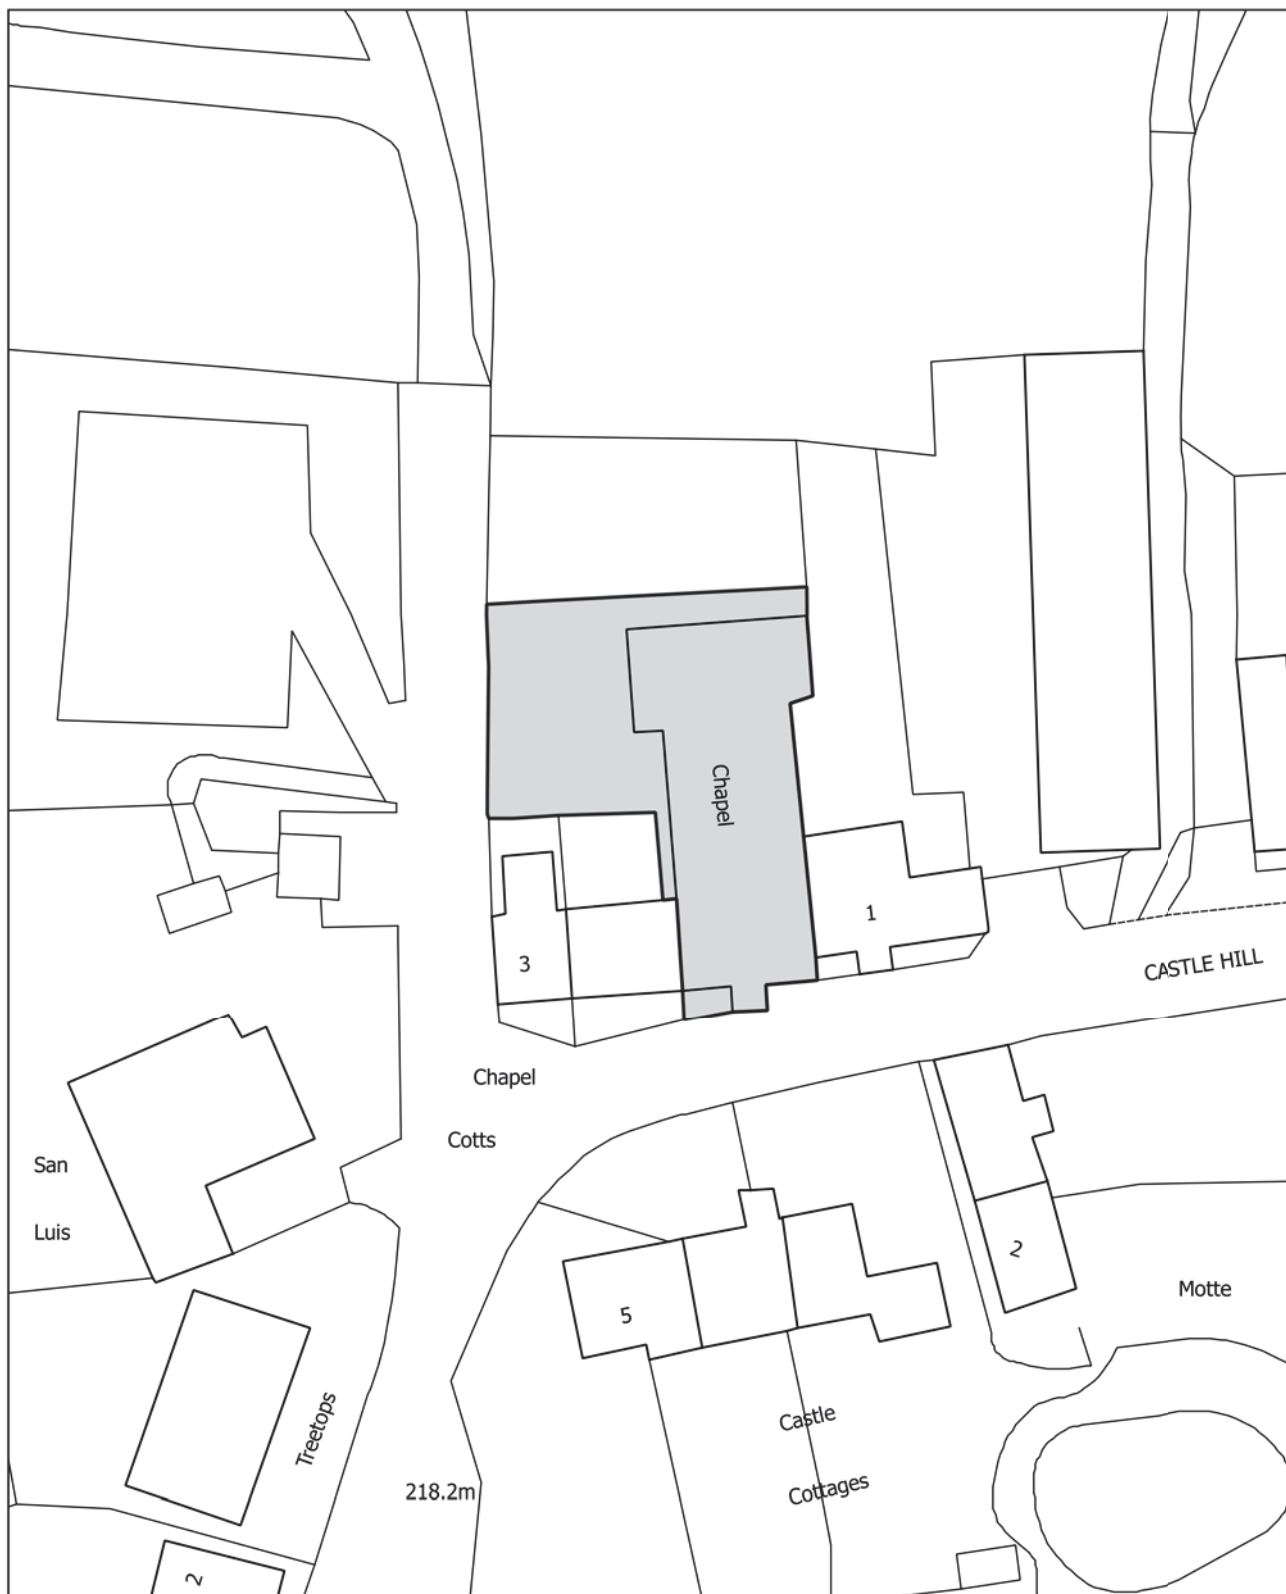 Chapel
1
3
CASTLE HILL
Chapel
Cotts
San
Luis
2
Motte
5
Treetops
Castle
Cottages
218.2m
2